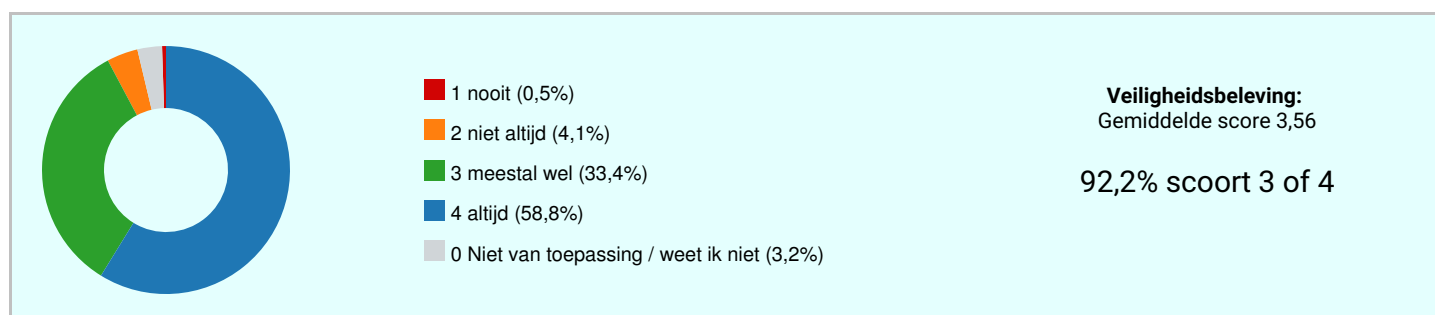 1 nooit (0,5%)
2 niet altijd (4,1%)
3 meestal wel (33,4%)
4 altijd (58,8%)
0 Niet van toepassing / weet ik niet (3,2%)
Veiligheidsbeleving:
Gemiddelde score 3,56
92,2% scoort 3 of 4